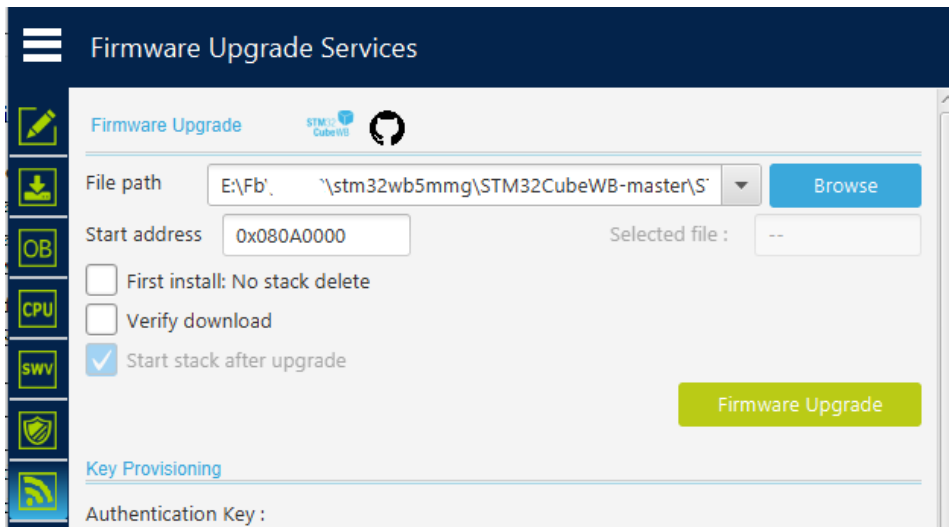 Firmware Upgrade Services
Firmware Upgrade STM32 CubeWB
File path E:\Fb\ \stm32wb5mmg\STM32CubeWB-master\S Browse
Start address 0x080A0000 Selected file : --
OB
First install: No stack delete
CPU
Verify download
SWV
Start stack after upgrade
Firmware Upgrade
Key Provisioning
Authentication Key :